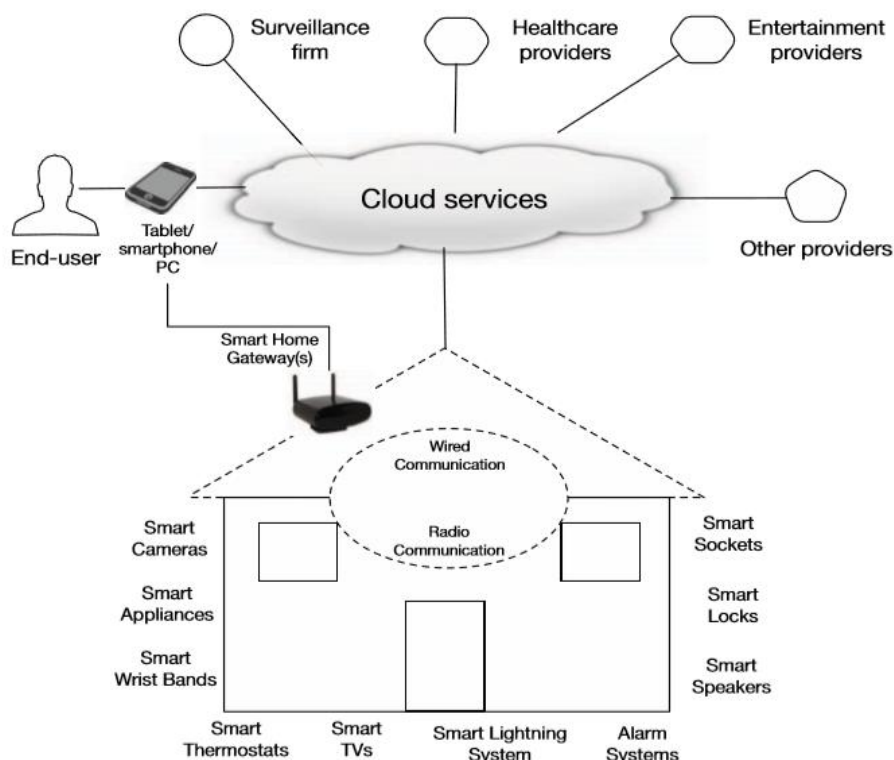 Surveillance
firm
Healthcare
providers
Entertainment
providers
Cloud services
End-user
Tablet/
smartphone/
PC
Other providers
Smart Home
Gateway(s)
Wired
Communication
Radio
Communication
Smart
Cameras
Smart
Sockets
Smart
Appliances
Smart
Locks
Smart
Wrist Bands
Smart
Speakers
Smart
Thermostats
Smart
TVs
Smart Lightning
System
Alarm
Systems